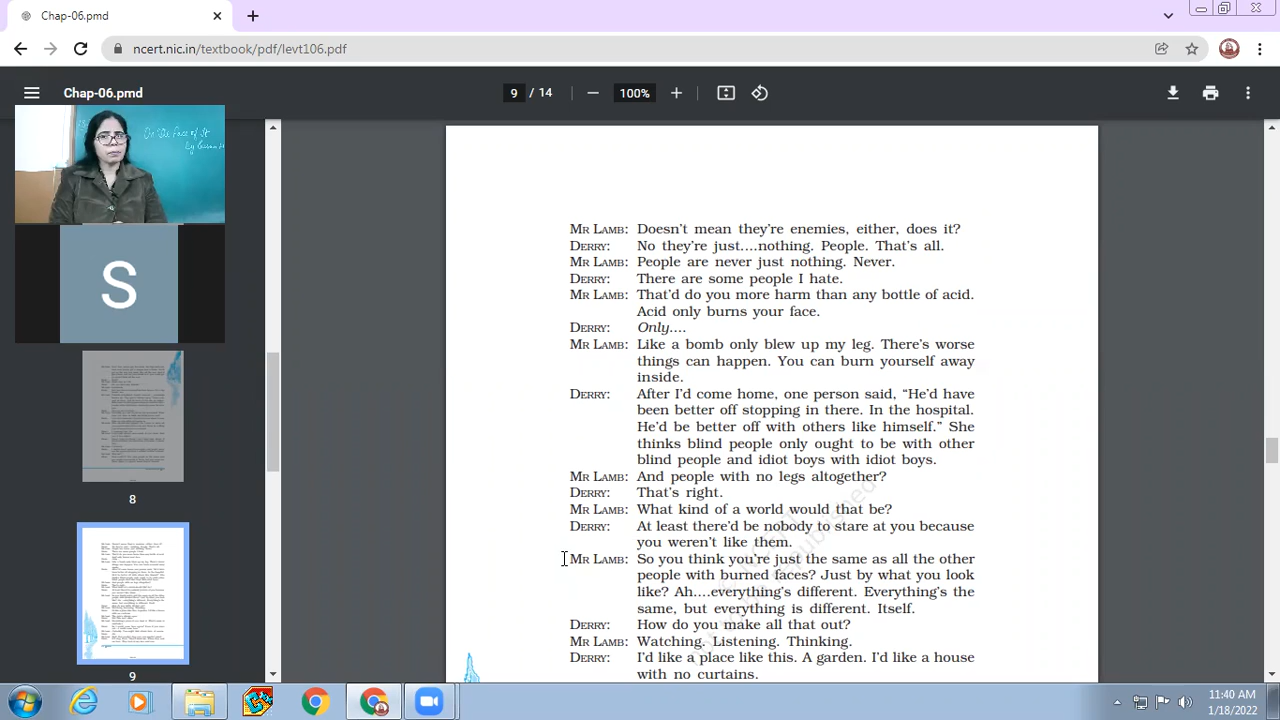 Chap-06.pmd
ncert.nic.in/textbook/pdf/levt106.pdf
Chap-06.pmd
9 / 14
100%
On The Face of It
S
8
9
MR LAMB: Doesn't mean they're enemies, either, does it?
DERRY: No they're just....nothing. People. That's all.
MR LAMB: People are never just nothing. Never.
DERRY: There are some people I hate.
MR LAMB: That'd do you more harm than any bottle of acid.
Acid only burns your face.
DERRY: Only....
MR LAMB: Like a bomb only blew up my leg. There's worse
things can happen. You can burn yourself away
inside.
DERRY: After I'd come home, one person said, "He'd have
been better off stopping in there. In the hospital.
He'd be better off with others like himself." She
thinks blind people only ought to be with other
blind people and idiot boys with idiot boys.
MR LAMB: And people with no legs altogether?
DERRY: That's right.
MR LAMB: What kind of a world would that be?
DERRY: At least there'd be nobody to stare at you because
you weren't like them.
MR LAMB: So you think you're just the same as all the other
people with burned faces? Just by what you look
like? Ah....everything's different. Everything's the
same, but everything is different. Itself.
DERRY: How do you make all that out?
MR LAMB: Watching. Listening. Thinking.
DERRY: I'd like a place like this. A garden. I'd like a house
with no curtains.
11:40 AM
1/18/2022